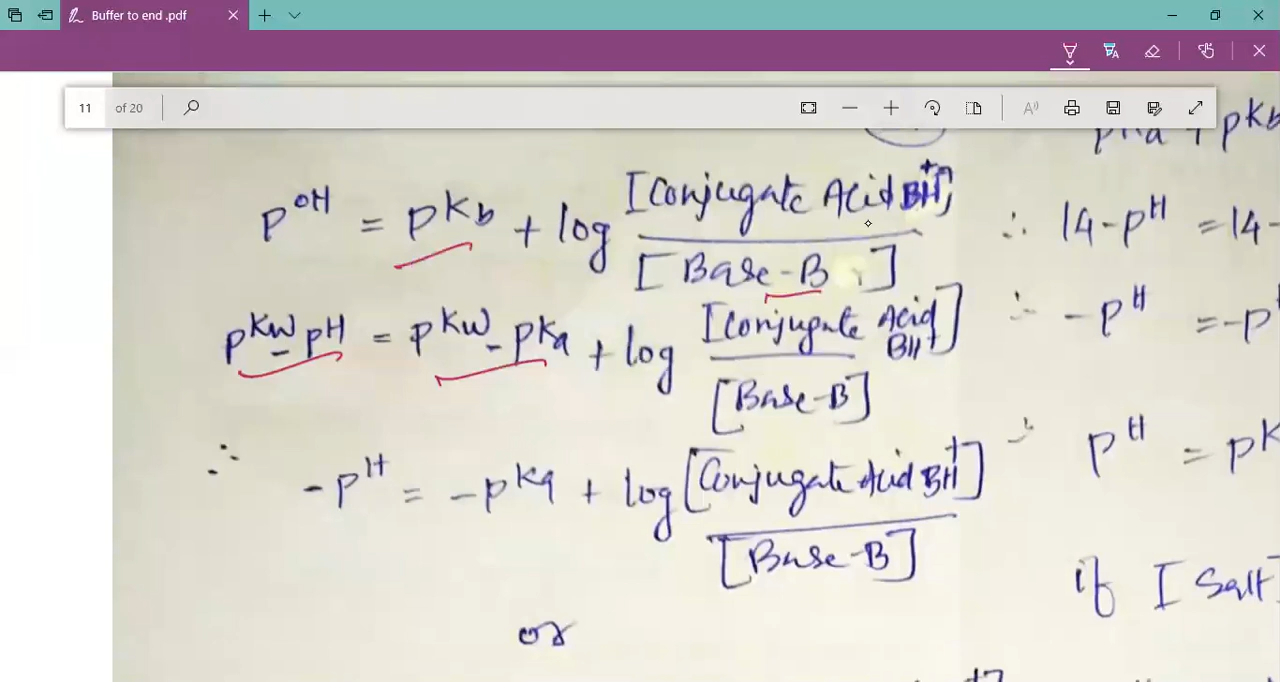 Buffer to end .pdf
11 of 20
pKa + pKb
pOH = pKb + log [Conjugate Acid BH+] / [Base-B]
∴ 14-pH = 14-
pKw - pH = pKw - pKa + log [Conjugate Acid BH+] / [Base-B]
∴ -pH = -p
∴ -pH = -pKa + log [Conjugate Acid BH+] / [Base-B]
∴ pH = pK
if [Salt]
or